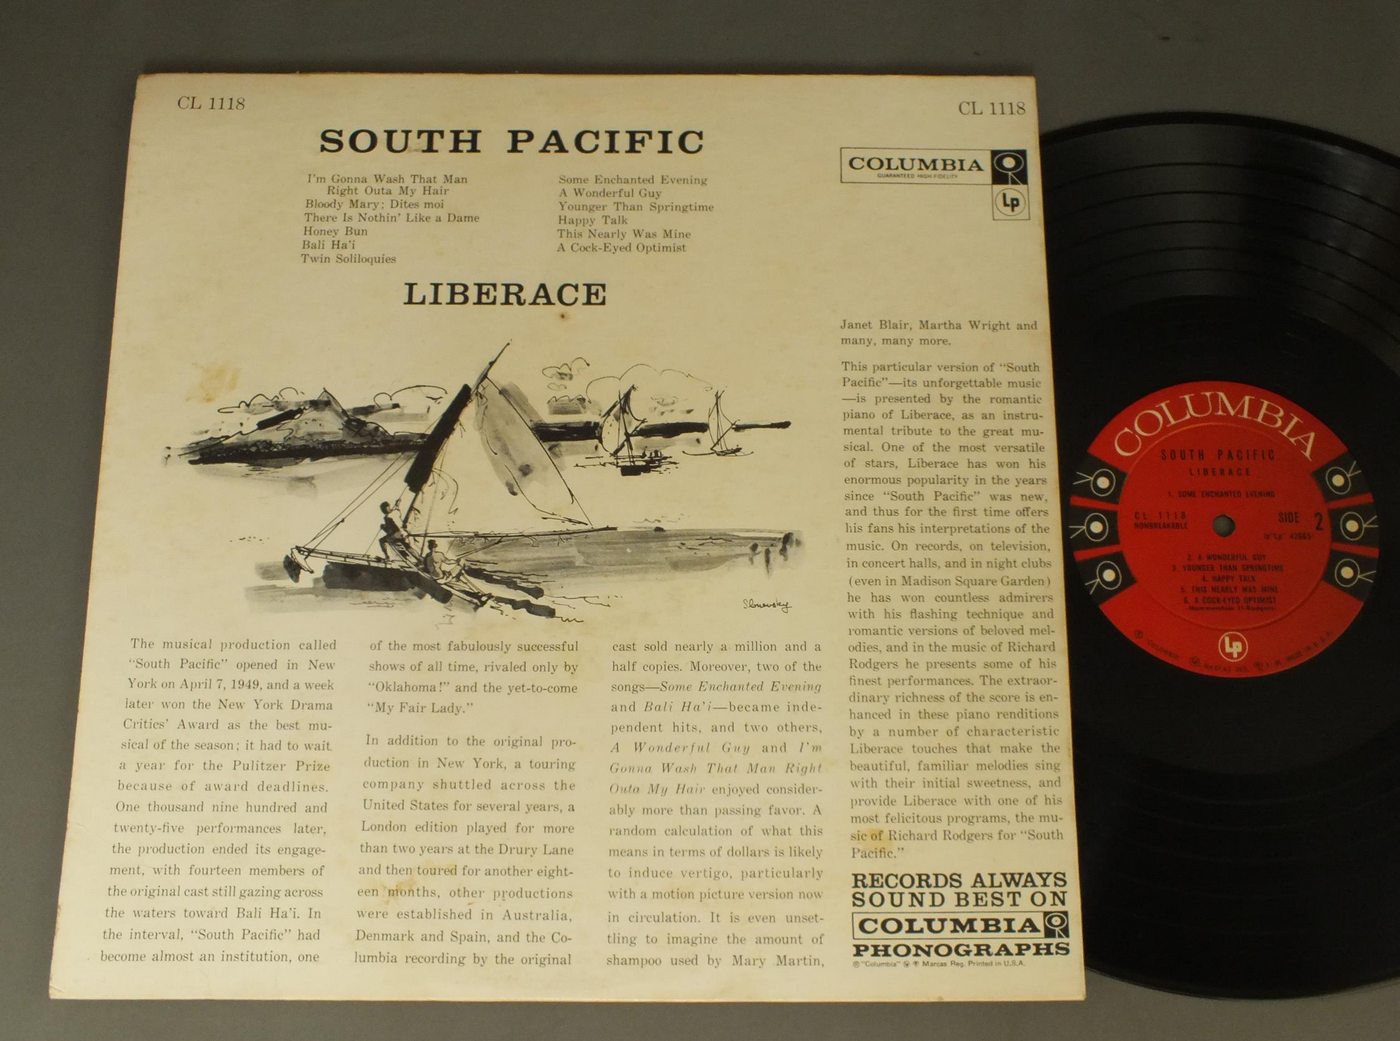 CL 1118
CL 1118
SOUTH PACIFIC
I'm Gonna Wash That Man
Right Outa My Hair
Bloody Mary; Dites moi
There Is Nothin' Like a Dame
Honey Bun
Bali Ha'i
Twin Soliloquies
Some Enchanted Evening
A Wonderful Guy
Younger Than Springtime
Happy Talk
This Nearly Was Mine
A Cock-Eyed Optimist
COLUMBIA
GUARANTEED HIGH-FIDELITY
Lp
LIBERACE
The musical production called
"South Pacific" opened in New
York on April 7, 1949, and a week
later won the New York Drama
Critics' Award as the best mu-
sical of the season; it had to wait
a year for the Pulitzer Prize
because of award deadlines.
One thousand nine hundred and
twenty-five performances later,
the production ended its engage-
ment, with fourteen members of
the original cast still gazing across
the waters toward Bali Ha'i. In
the interval, "South Pacific" had
become almost an institution, one
of the most fabulously successful
shows of all time, rivaled only by
"Oklahoma!" and the yet-to-come
"My Fair Lady."
In addition to the original pro-
duction in New York, a touring
company shuttled across the
United States for several years, a
London edition played for more
than two years at the Drury Lane
and then toured for another eight-
een months, other productions
were established in Australia,
Denmark and Spain, and the Co-
lumbia recording by the original
cast sold nearly a million and a
half copies. Moreover, two of the
songs—Some Enchanted Evening
and Bali Ha'i—became inde-
pendent hits, and two others,
A Wonderful Guy and I'm
Gonna Wash That Man Right
Outa My Hair enjoyed consider-
ably more than passing favor. A
random calculation of what this
means in terms of dollars is likely
to induce vertigo, particularly
with a motion picture version now
in circulation. It is even unset-
tling to imagine the amount of
shampoo used by Mary Martin,
Janet Blair, Martha Wright and
many, many more.
This particular version of "South
Pacific"—its unforgettable music
—is presented by the romantic
piano of Liberace, as an instru-
mental tribute to the great mu-
sical. One of the most versatile
of stars, Liberace has won his
enormous popularity in the years
since "South Pacific" was new,
and thus for the first time offers
his fans his interpretations of the
music. On records, on television,
in concert halls, and in night clubs
(even in Madison Square Garden)
he has won countless admirers
with his flashing technique and
romantic versions of beloved mel-
odies, and in the music of Richard
Rodgers he presents some of his
finest performances. The extraor-
dinary richness of the score is en-
hanced in these piano renditions
by a number of characteristic
Liberace touches that make the
beautiful, familiar melodies sing
with their initial sweetness, and
provide Liberace with one of his
most felicitous programs, the mu-
sic of Richard Rodgers for "South
Pacific."
RECORDS ALWAYS
SOUND BEST ON
COLUMBIA
PHONOGRAPHS
© "Columbia" Marcas Reg. Printed in U.S.A.
COLUMBIA
SOUTH PACIFIC
LIBERACE
1. SOME ENCHANTED EVENING
CL 1118
NONBREAKABLE
SIDE 2
2. A WONDERFUL GUY
3. YOUNGER THAN SPRINGTIME
4. HAPPY TALK
5. THIS NEARLY WAS MINE
6. A COCK-EYED OPTIMIST
Lp